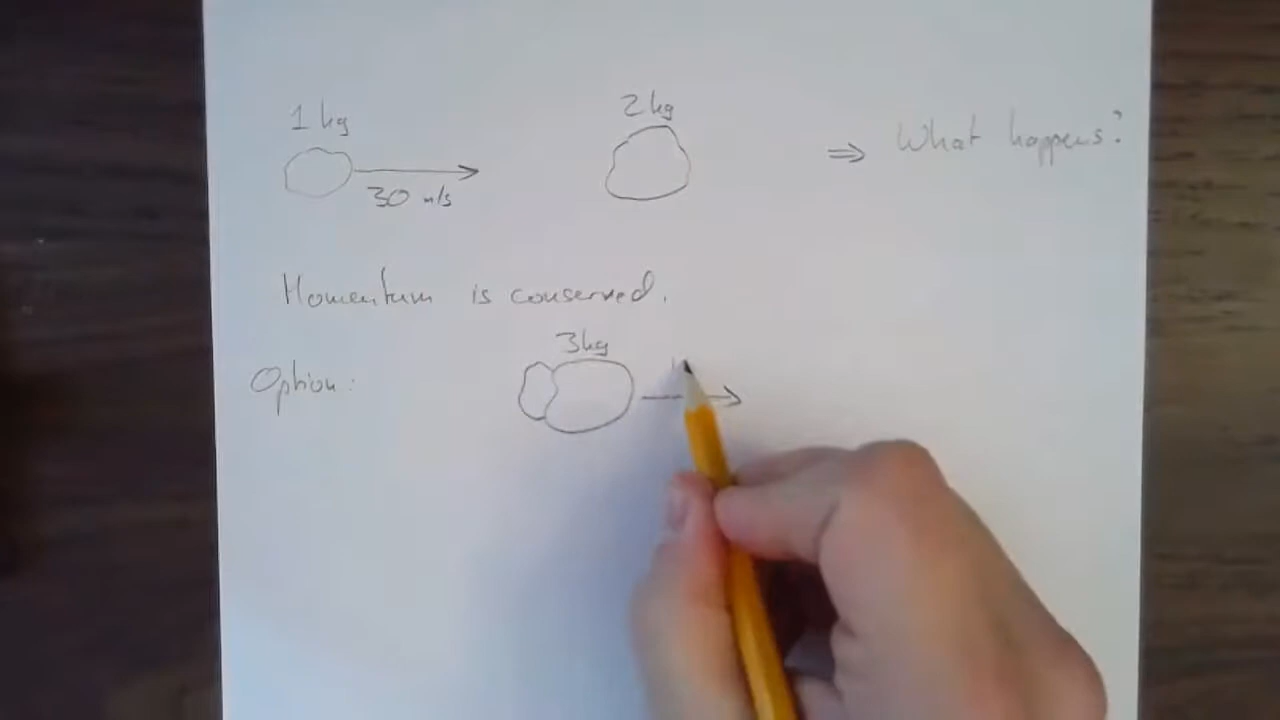 1 kg
2 kg
⇒ What happens?
30 m/s
Momentum is conserved.
3kg
Option: